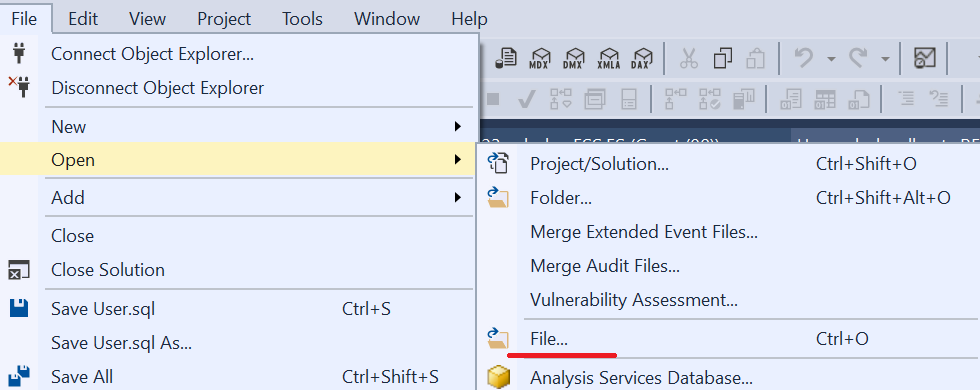 File Edit View Project Tools Window Help
Connect Object Explorer...
Disconnect Object Explorer
New
Open
Add
Close
Close Solution
Save User.sql Ctrl+S
Save User.sql As...
Save All Ctrl+Shift+S
MDX DMX XMLA DAX
Project/Solution... Ctrl+Shift+O
Folder... Ctrl+Shift+Alt+O
Merge Extended Event Files...
Merge Audit Files...
Vulnerability Assessment...
File... Ctrl+O
Analysis Services Database...